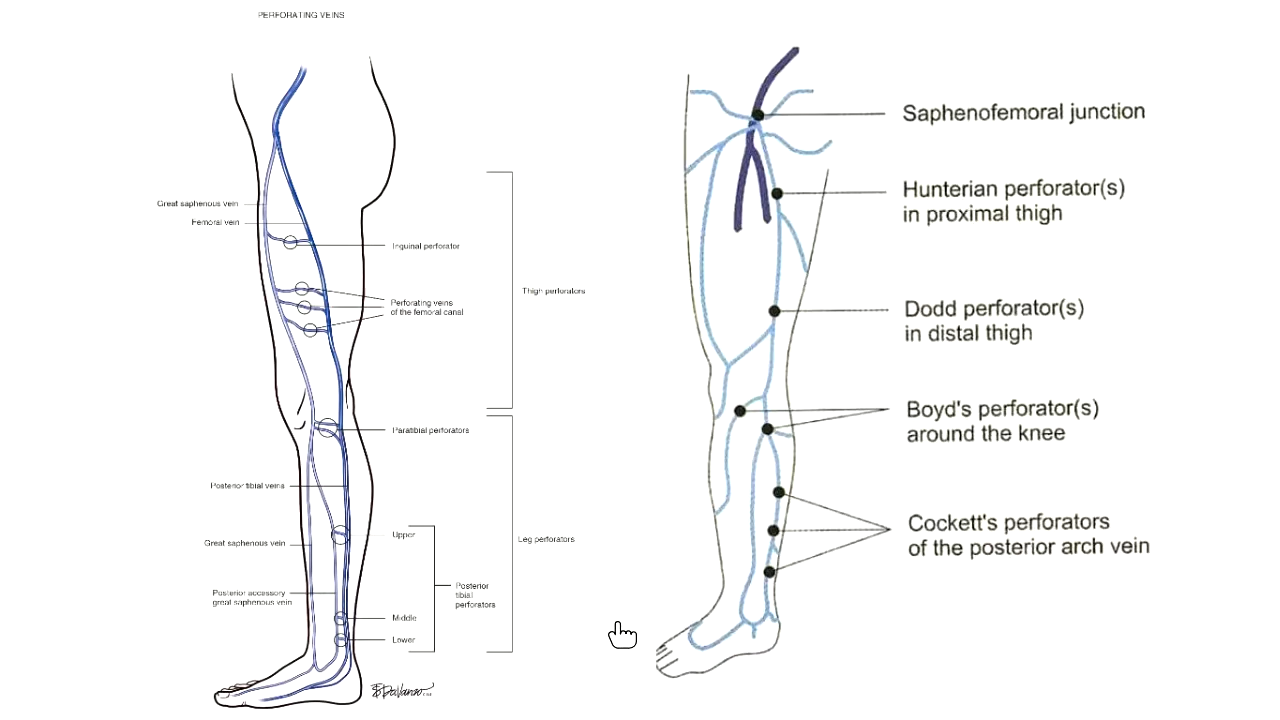 PERFORATING VEINS
Great saphenous vein
Femoral vein
Inguinal perforator
Perforating veins
of the femoral canal
Thigh perforators
Paratibial perforators
Posterior tibial veins
Upper
Great saphenous vein
Leg perforators
Posterior accessory
great saphenous vein
Posterior
tibial
perforators
Middle
Lower
Saphenofemoral junction
Hunterian perforator(s)
in proximal thigh
Dodd perforator(s)
in distal thigh
Boyd's perforator(s)
around the knee
Cockett's perforators
of the posterior arch vein